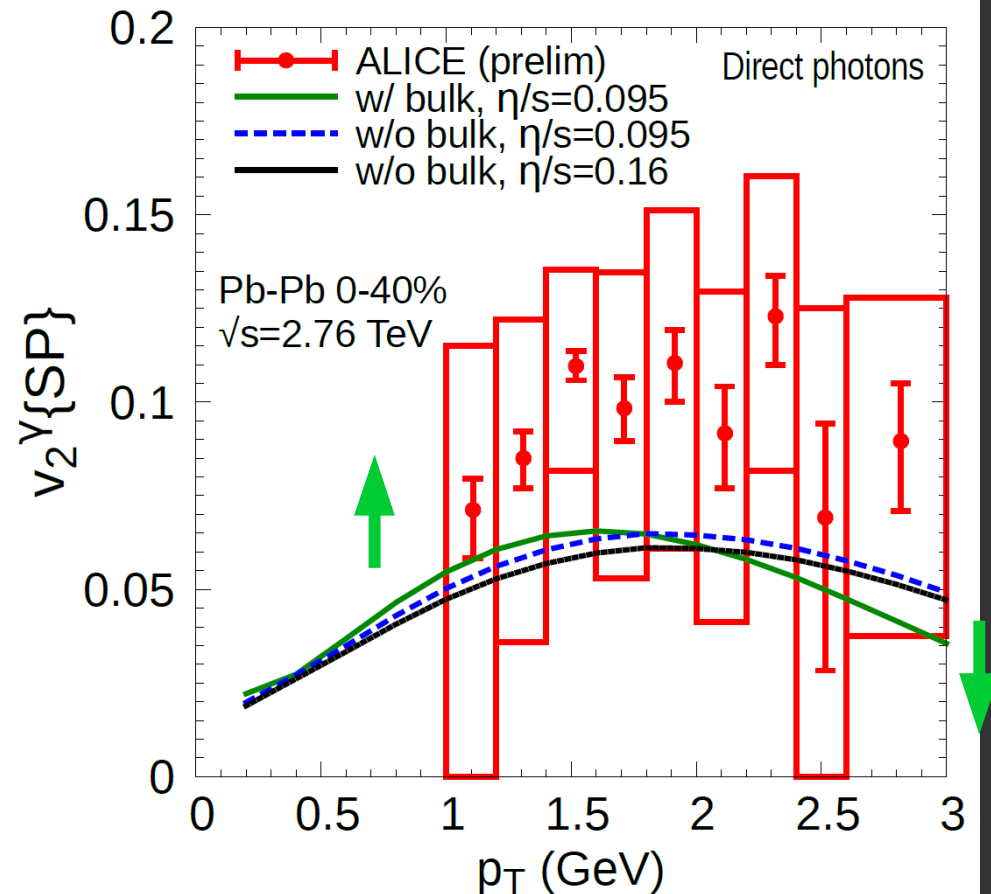 ALICE (prelim)
w/ bulk, η/s=0.095
w/o bulk, η/s=0.095
w/o bulk, η/s=0.16
Direct photons
Pb-Pb 0-40%
√s=2.76 TeV
v₂ᵞ{SP}
0.2
0.15
0.1
0.05
0
0 0.5 1 1.5 2 2.5 3
p_T (GeV)